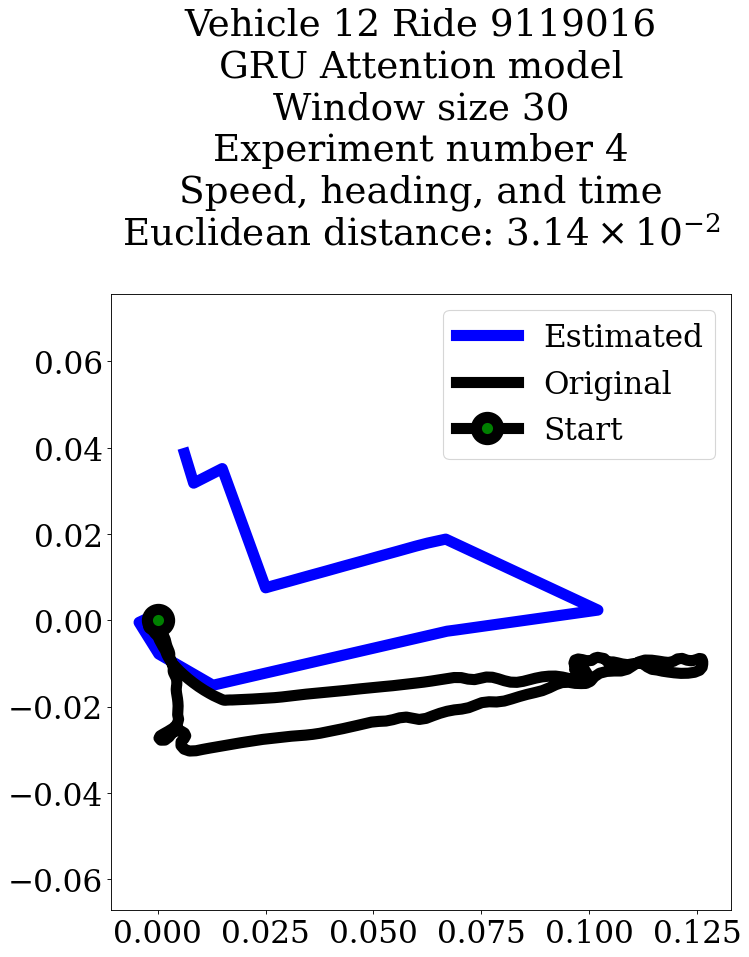 Vehicle 12 Ride 9119016
GRU Attention model
Window size 30
Experiment number 4
Speed, heading, and time
Euclidean distance: 3.14 × 10⁻²
Estimated
Original
Start
0.06
0.04
0.02
0.00
−0.02
−0.04
−0.06
0.000 0.025 0.050 0.075 0.100 0.125